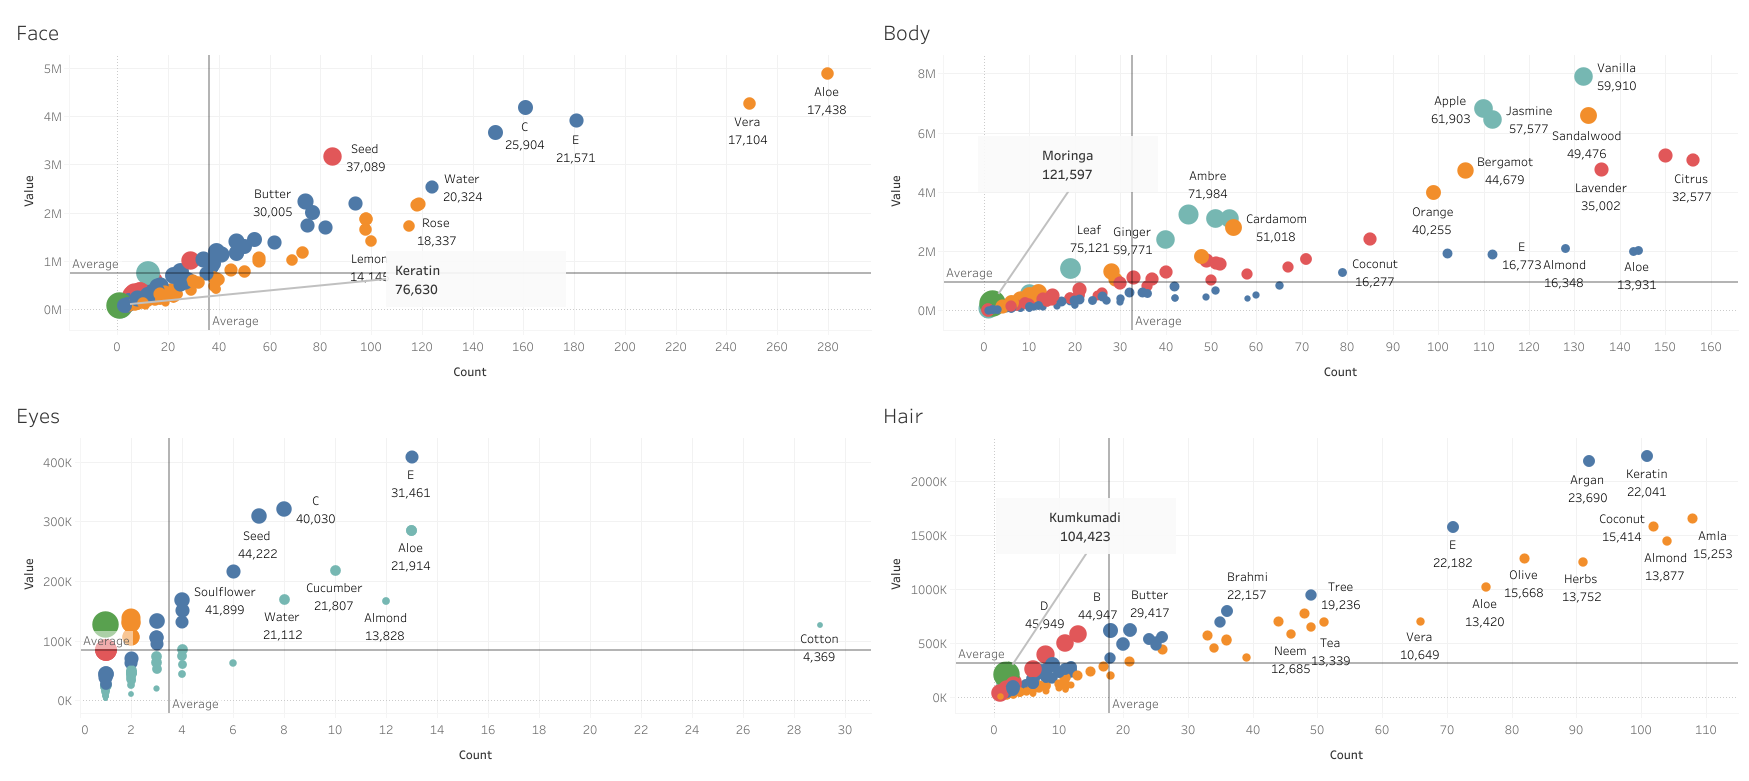 Face
5M
4M
3M
2M
1M
0M
Value
Aloe
17,438
Vera
17,104
C
25,904
E
21,571
Seed
37,089
Water
20,324
Butter
30,005
Rose
18,337
Lemon
14,145
Keratin
76,630
Average
Average
0
20
40
60
80
100
120
140
160
180
200
220
240
260
280
Count
Body
8M
6M
4M
2M
0M
Value
Vanilla
59,910
Apple
61,903
Jasmine
57,577
Sandalwood
49,476
Moringa
121,597
Bergamot
44,679
Citrus
32,577
Lavender
35,002
Ambre
71,984
Orange
40,255
Cardamom
51,018
Leaf
75,121
Ginger
59,771
E
16,773
Almond
16,348
Aloe
13,931
Coconut
16,277
Average
Average
0
10
20
30
40
50
60
70
80
90
100
110
120
130
140
150
160
Count
Eyes
400K
300K
200K
100K
0K
Value
E
31,461
C
40,030
Seed
44,222
Aloe
21,914
Soulflower
41,899
Cucumber
21,807
Water
21,112
Almond
13,828
Cotton
4,369
Average
Average
0
2
4
6
8
10
12
14
16
18
20
22
24
26
28
30
Count
Hair
2000K
1500K
1000K
500K
0K
Value
Argan
23,690
Keratin
22,041
Kumkumadi
104,423
Coconut
15,414
Amla
15,253
E
22,182
Almond
13,877
Olive
15,668
Herbs
13,752
Brahmi
22,157
Tree
19,236
Aloe
13,420
D
45,949
B
44,947
Butter
29,417
Vera
10,649
Neem
12,685
Tea
13,339
Average
Average
0
10
20
30
40
50
60
70
80
90
100
110
Count